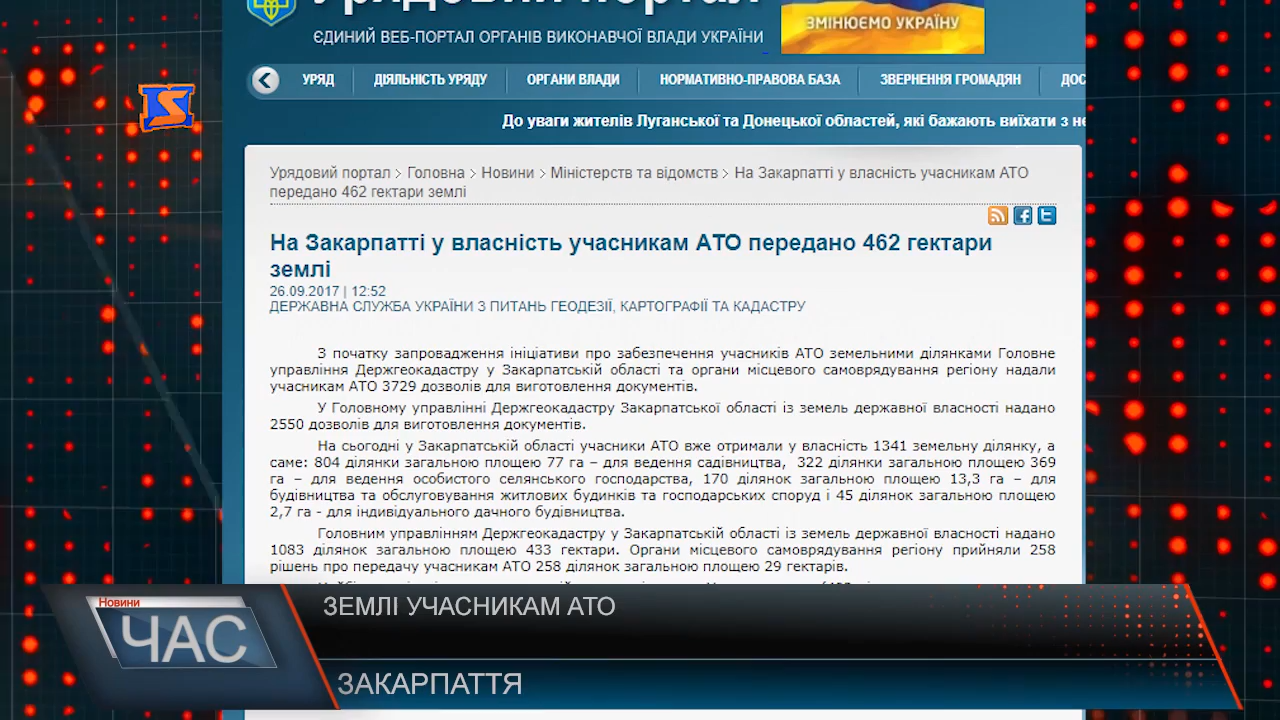 Урядовий портал
ЄДИНИЙ ВЕБ-ПОРТАЛ ОРГАНІВ ВИКОНАВЧОЇ ВЛАДИ УКРАЇНИ
ЗМІНЮЄМО УКРАЇНУ
УРЯД ДІЯЛЬНІСТЬ УРЯДУ ОРГАНИ ВЛАДИ НОРМАТИВНО-ПРАВОВА БАЗА ЗВЕРНЕННЯ ГРОМАДЯН ДОС
До уваги жителів Луганської та Донецької областей, які бажають виїхати з не
Урядовий портал > Головна > Новини > Міністерств та відомств > На Закарпатті у власність учасникам АТО
передано 462 гектари землі
На Закарпатті у власність учасникам АТО передано 462 гектари
землі
26.09.2017 | 12:52
ДЕРЖАВНА СЛУЖБА УКРАЇНИ З ПИТАНЬ ГЕОДЕЗІЇ, КАРТОГРАФІЇ ТА КАДАСТРУ
З початку запровадження ініціативи про забезпечення учасників АТО земельними ділянками Головне
управління Держгеокадастру у Закарпатській області та органи місцевого самоврядування регіону надали
учасникам АТО 3729 дозволів для виготовлення документів.
У Головному управлінні Держгеокадастру Закарпатської області із земель державної власності надано
2550 дозволів для виготовлення документів.
На сьогодні у Закарпатській області учасники АТО вже отримали у власність 1341 земельну ділянку, а
саме: 804 ділянки загальною площею 77 га – для ведення садівництва, 322 ділянки загальною площею 369
га – для ведення особистого селянського господарства, 170 ділянок загальною площею 13,3 га – для
будівництва та обслуговування житлових будинків та господарських споруд і 45 ділянок загальною площею
2,7 га - для індивідуального дачного будівництва.
Головним управлінням Держгеокадастру у Закарпатській області із земель державної власності надано
1083 ділянок загальною площею 433 гектари. Органи місцевого самоврядування регіону прийняли 258
рішень про передачу учасникам АТО 258 ділянок загальною площею 29 гектарів.
Новини
ЧАС
ЗЕМЛІ УЧАСНИКАМ АТО
ЗАКАРПАТТЯ